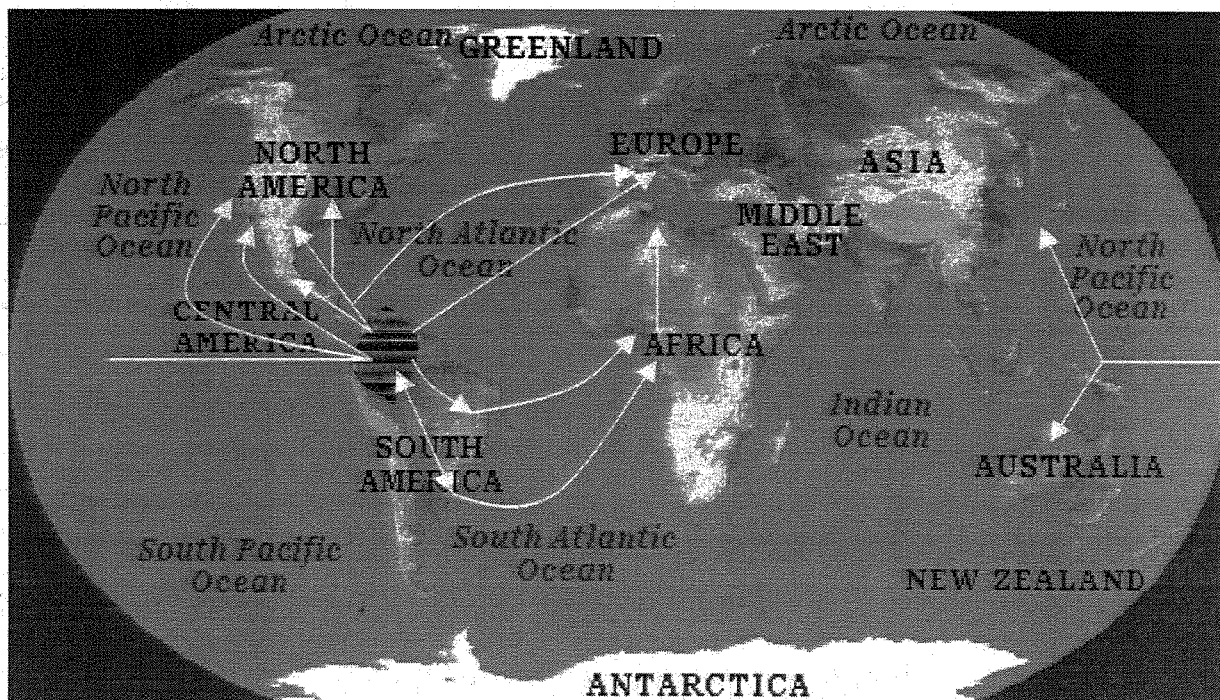 Arctic Ocean
GREENLAND
Arctic Ocean
NORTH
AMERICA
EUROPE
ASIA
North
Pacific
Ocean
North Atlantic
Ocean
MIDDLE
EAST
North
Pacific
Ocean
CENTRAL
AMERICA
AFRICA
Indian
Ocean
SOUTH
AMERICA
AUSTRALIA
South Pacific
Ocean
South Atlantic
Ocean
NEW ZEALAND
ANTARCTICA